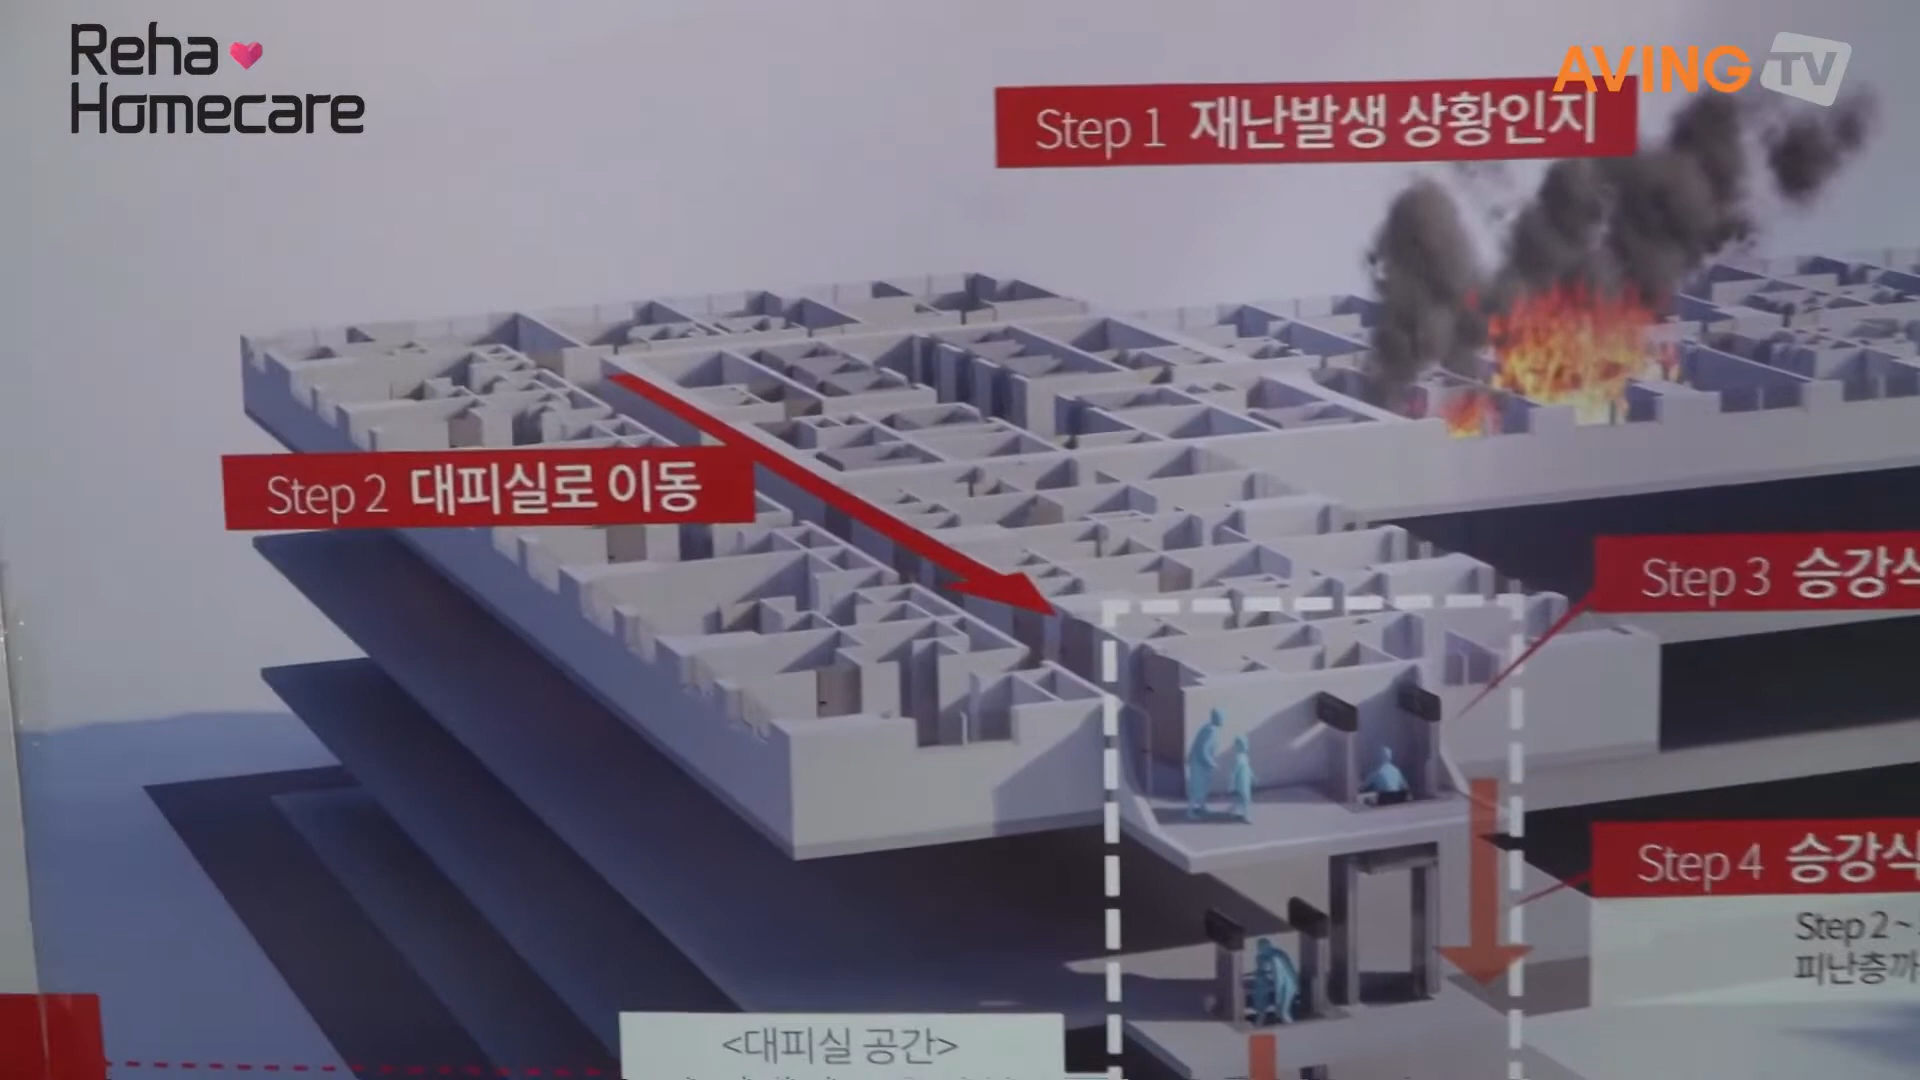 Reha
Homecare
AVING TV
Step 1 재난발생 상황인지
Step 2 대피실로 이동
Step 3 승강식
Step 4 승강식
Step 2 ~
피난층까
<대피실 공간>